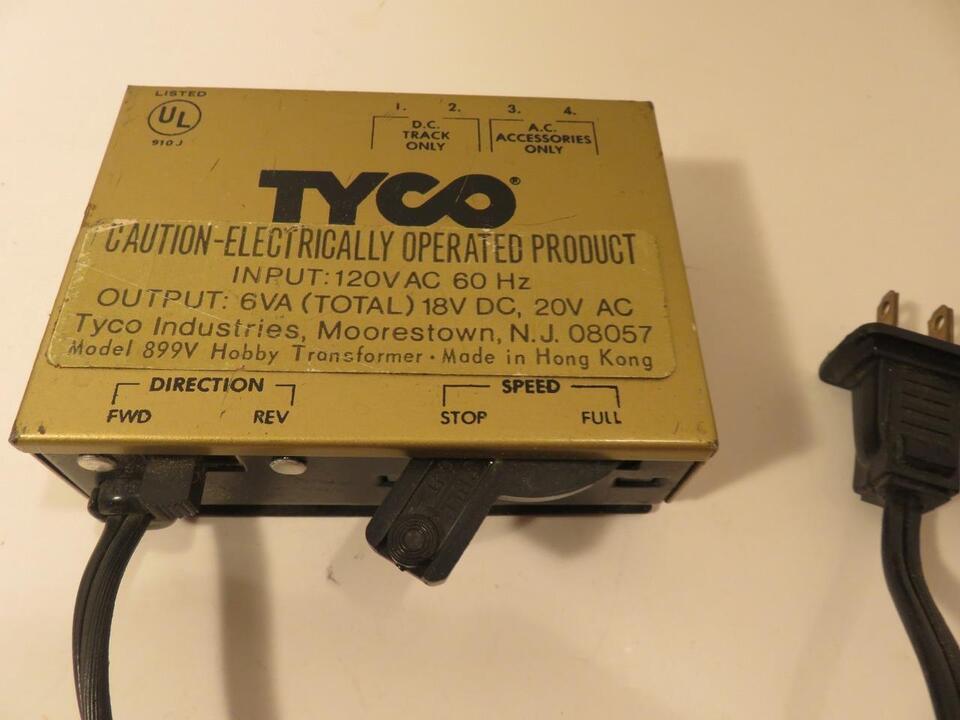 LISTED
UL
910J
1. 2. 3. 4.
D.C.
TRACK
ONLY
A.C.
ACCESSORIES
ONLY
TYCO®
CAUTION-ELECTRICALLY OPERATED PRODUCT
INPUT: 120V AC 60 Hz
OUTPUT: 6VA (TOTAL) 18V DC, 20V AC
Tyco Industries, Moorestown, N.J. 08057
Model 899V Hobby Transformer · Made in Hong Kong
DIRECTION
FWD REV
SPEED
STOP FULL